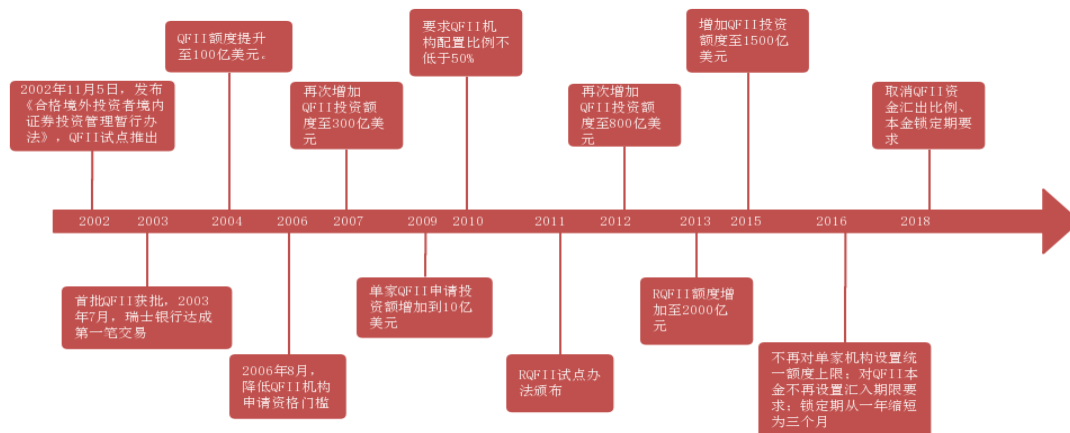 QFII额度提升
至100亿美元。
要求QFII机
构配置比例不
低于50%
增加QFII投资
额度至1500亿
美元
2002年11月5日，发布
《合格境外投资者境内
证券投资管理暂行办
法》，QFII试点推出
再次增加
QFII投资额
度至300亿美
元
再次增加
QFII投资额
度至800亿美
元
取消QFII资
金汇出比例、
本金锁定期要
求
2002 2003 2004 2006 2007 2009 2010 2011 2012 2013 2015 2016 2018
首批QFII获批，2003
年7月，瑞士银行达成
第一笔交易
2006年8月，
降低QFII机构
申请资格门槛
单家QFII申请投
资额增加到10亿
美元
RQFII试点办
法颁布
RQFII额度增
加至2000亿
元
不再对单家机构设置统
一额度上限；对QFII本
金不再设置汇入期限要
求；锁定期从一年缩短
为三个月